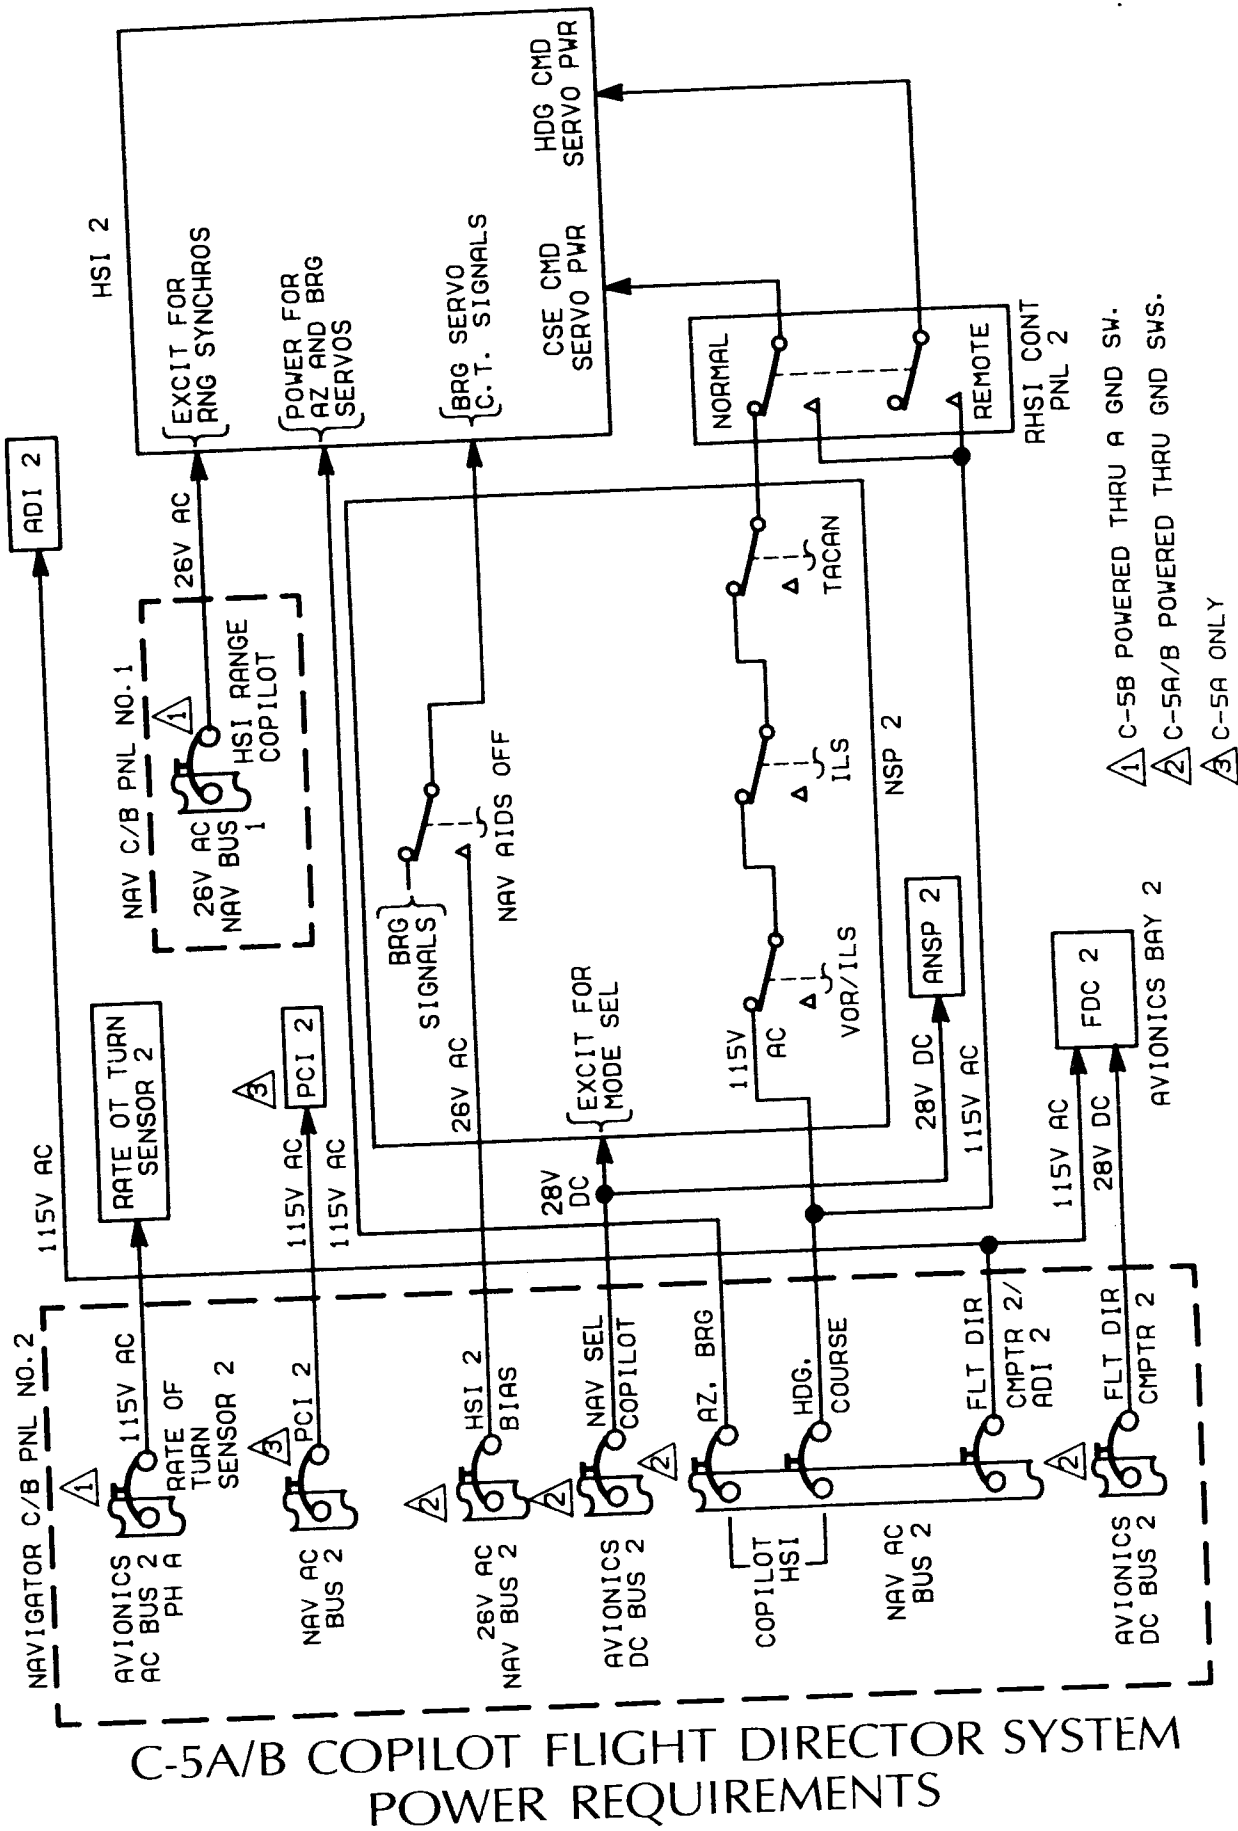 HSI 2
EXCIT FOR
RNG SYNCHROS
POWER FOR
AZ AND BRG
SERVOS
BRG SERVO
C.T. SIGNALS
CSE CMD
SERVO PWR
HDG CMD
SERVO PWR
ADI 2
26V AC
NAV C/B PNL NO.1
1
26V AC
NAV BUS
1
HSI RANGE
COPILOT
NORMAL
REMOTE
RHSI CONT
PNL 2
BRG
SIGNALS
NAV AIDS OFF
26V AC
EXCIT FOR
MODE SEL
115V
AC
VOR/ILS
ILS
TACAN
NSP 2
ANSP 2
28V DC
115V AC
28V
DC
115V AC
RATE OT TURN
SENSOR 2
3
PCI 2
115V AC
115V AC
FDC 2
AVIONICS BAY 2
115V AC
28V DC
NAVIGATOR C/B PNL NO.2
1
115V AC
AVIONICS
AC BUS 2
PH A
RATE OF
TURN
SENSOR 2
3
PCI 2
NAV AC
BUS 2
2
HSI 2
BIAS
26V AC
NAV BUS 2
2
NAV SEL
COPILOT
AVIONICS
DC BUS 2
2
AZ. BRG
HDG.
COURSE
COPILOT
HSI
FLT DIR
CMPTR 2/
ADI 2
NAV AC
BUS 2
2
FLT DIR
CMPTR 2
AVIONICS
DC BUS 2
1 C-5B POWERED THRU A GND SW.
2 C-5A/B POWERED THRU GND SWS.
3 C-5A ONLY
C-5A/B COPILOT FLIGHT DIRECTOR SYSTEM
POWER REQUIREMENTS